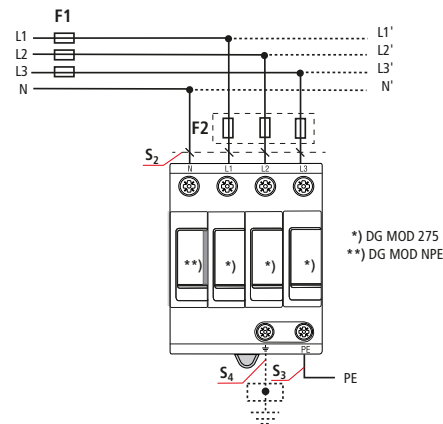 F1
L1 L1'
L2 L2'
L3 L3'
N N'
F2
S2
N L1 L2 L3
**) *) *) *)
*) DG MOD 275
**) DG MOD NPE
PE
S4 S3 PE